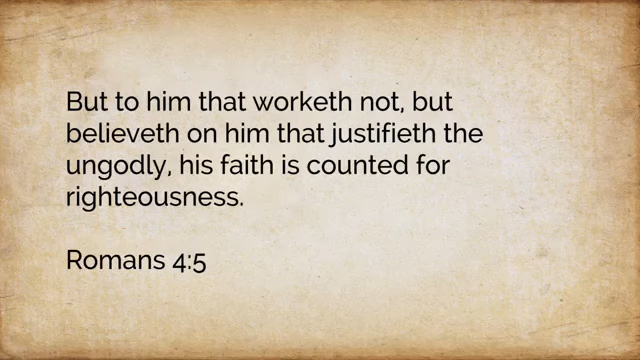 But to him that worketh not, but
believeth on him that justifieth the
ungodly, his faith is counted for
righteousness.
Romans 4:5